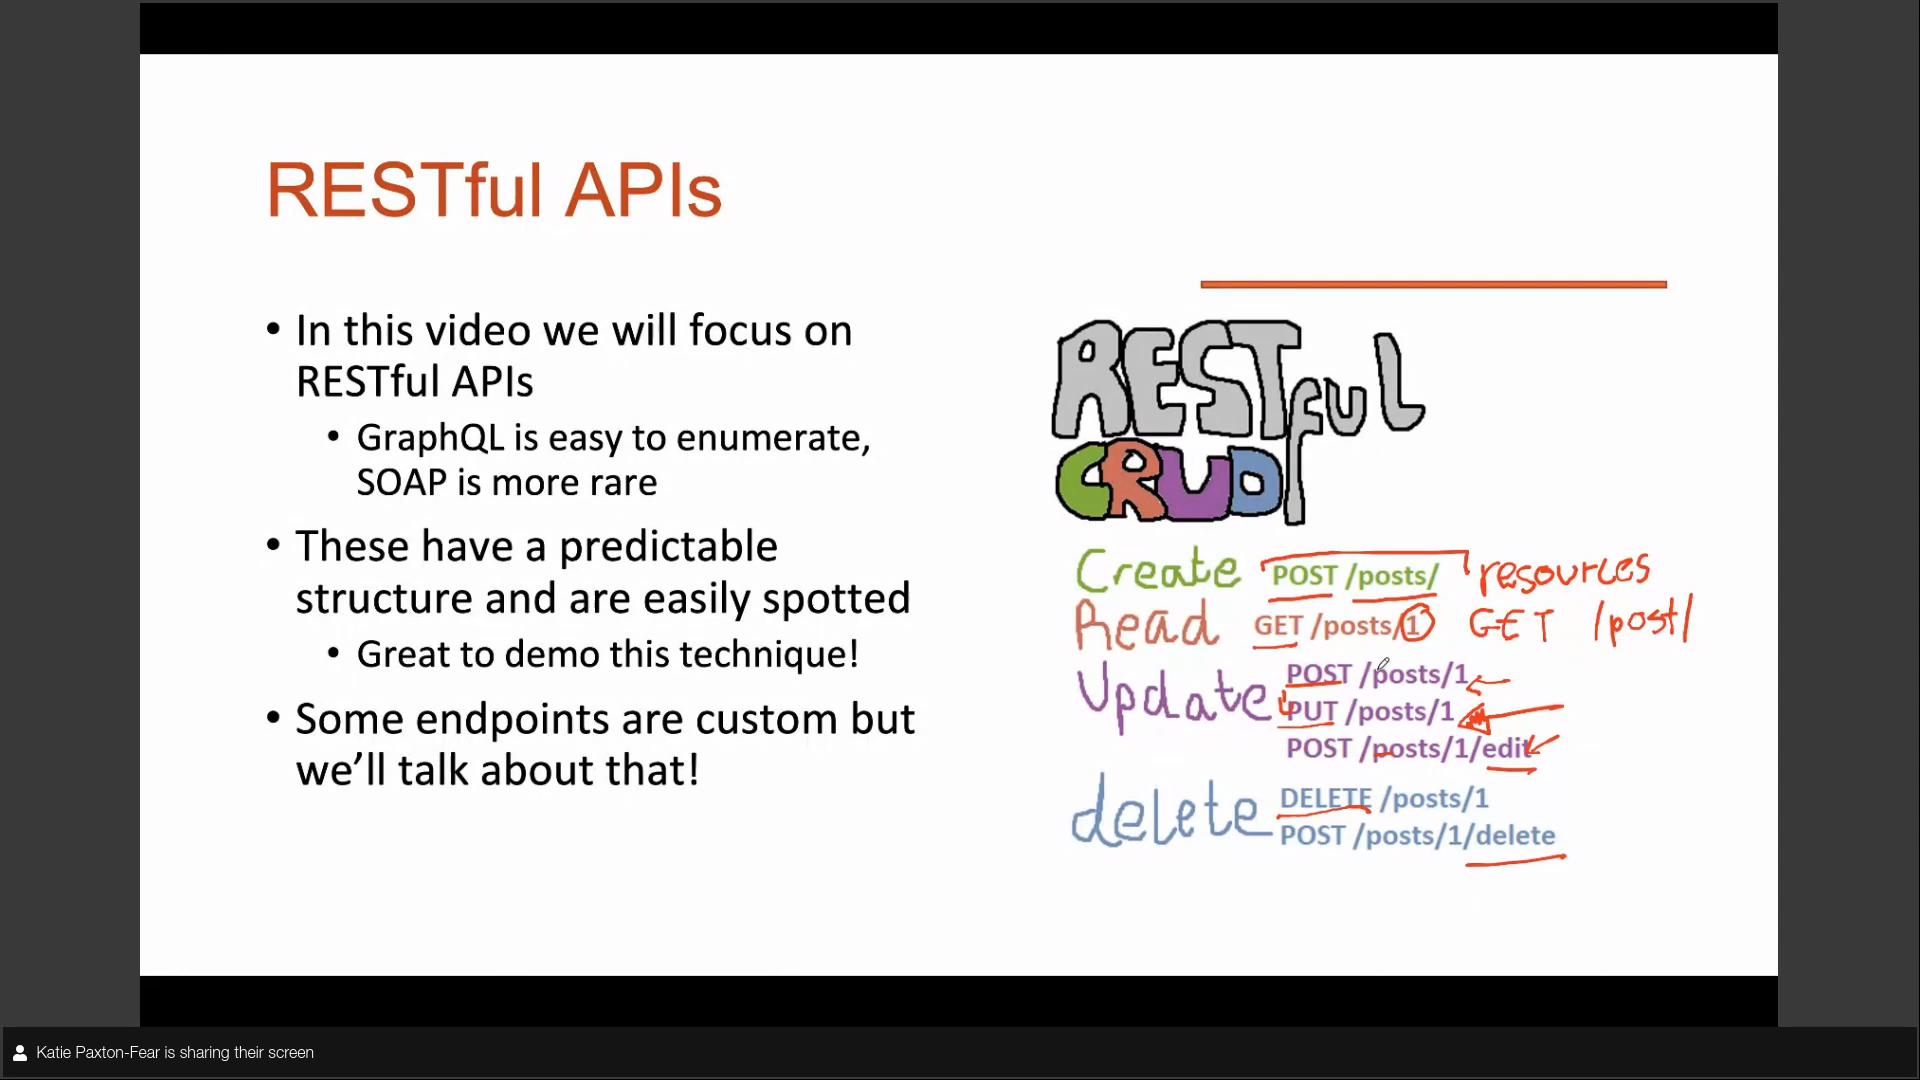 RESTful APIs
• In this video we will focus on
RESTful APIs
• GraphQL is easy to enumerate,
SOAP is more rare
• These have a predictable
structure and are easily spotted
• Great to demo this technique!
• Some endpoints are custom but
we’ll talk about that!
RESTful
CRUD
Create POST /posts/ resources
Read GET /posts/1 GET /post/
Update POST /posts/1
PUT /posts/1
POST /posts/1/edit
delete DELETE /posts/1
POST /posts/1/delete
Katie Paxton-Fear is sharing their screen